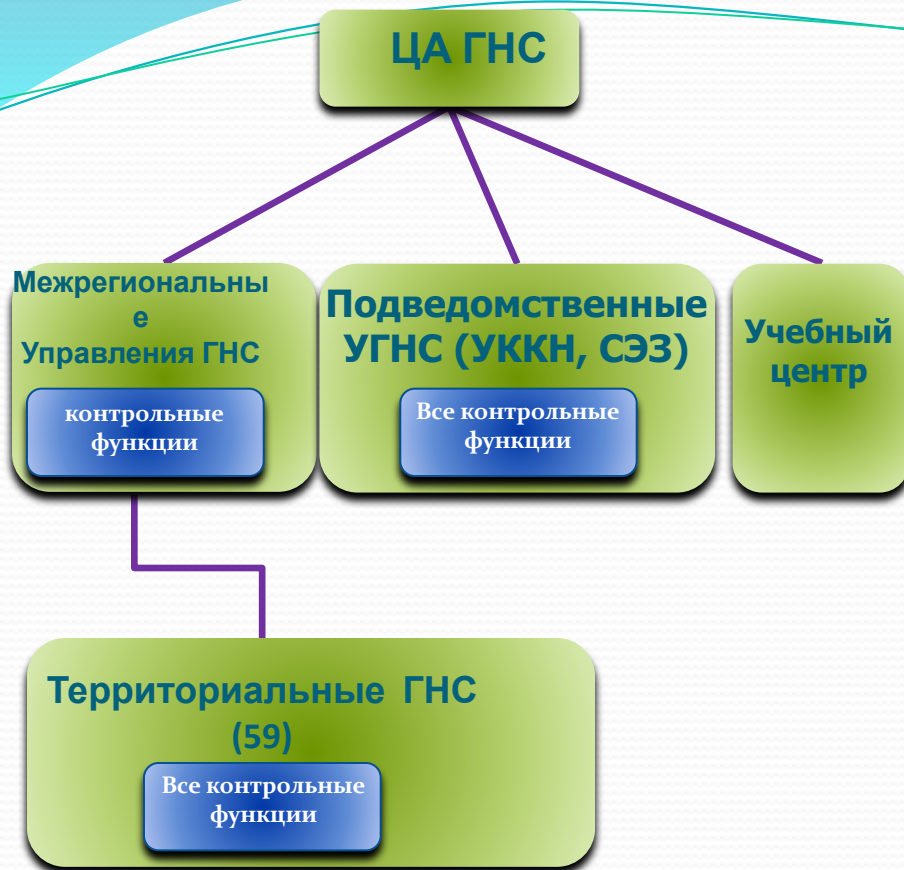 ЦА ГНС
Межрегиональны
е
Управления ГНС
контрольные
функции
Подведомственные
УГНС (УККН, СЭЗ)
Все контрольные
функции
Учебный
центр
Территориальные ГНС
(59)
Все контрольные
функции